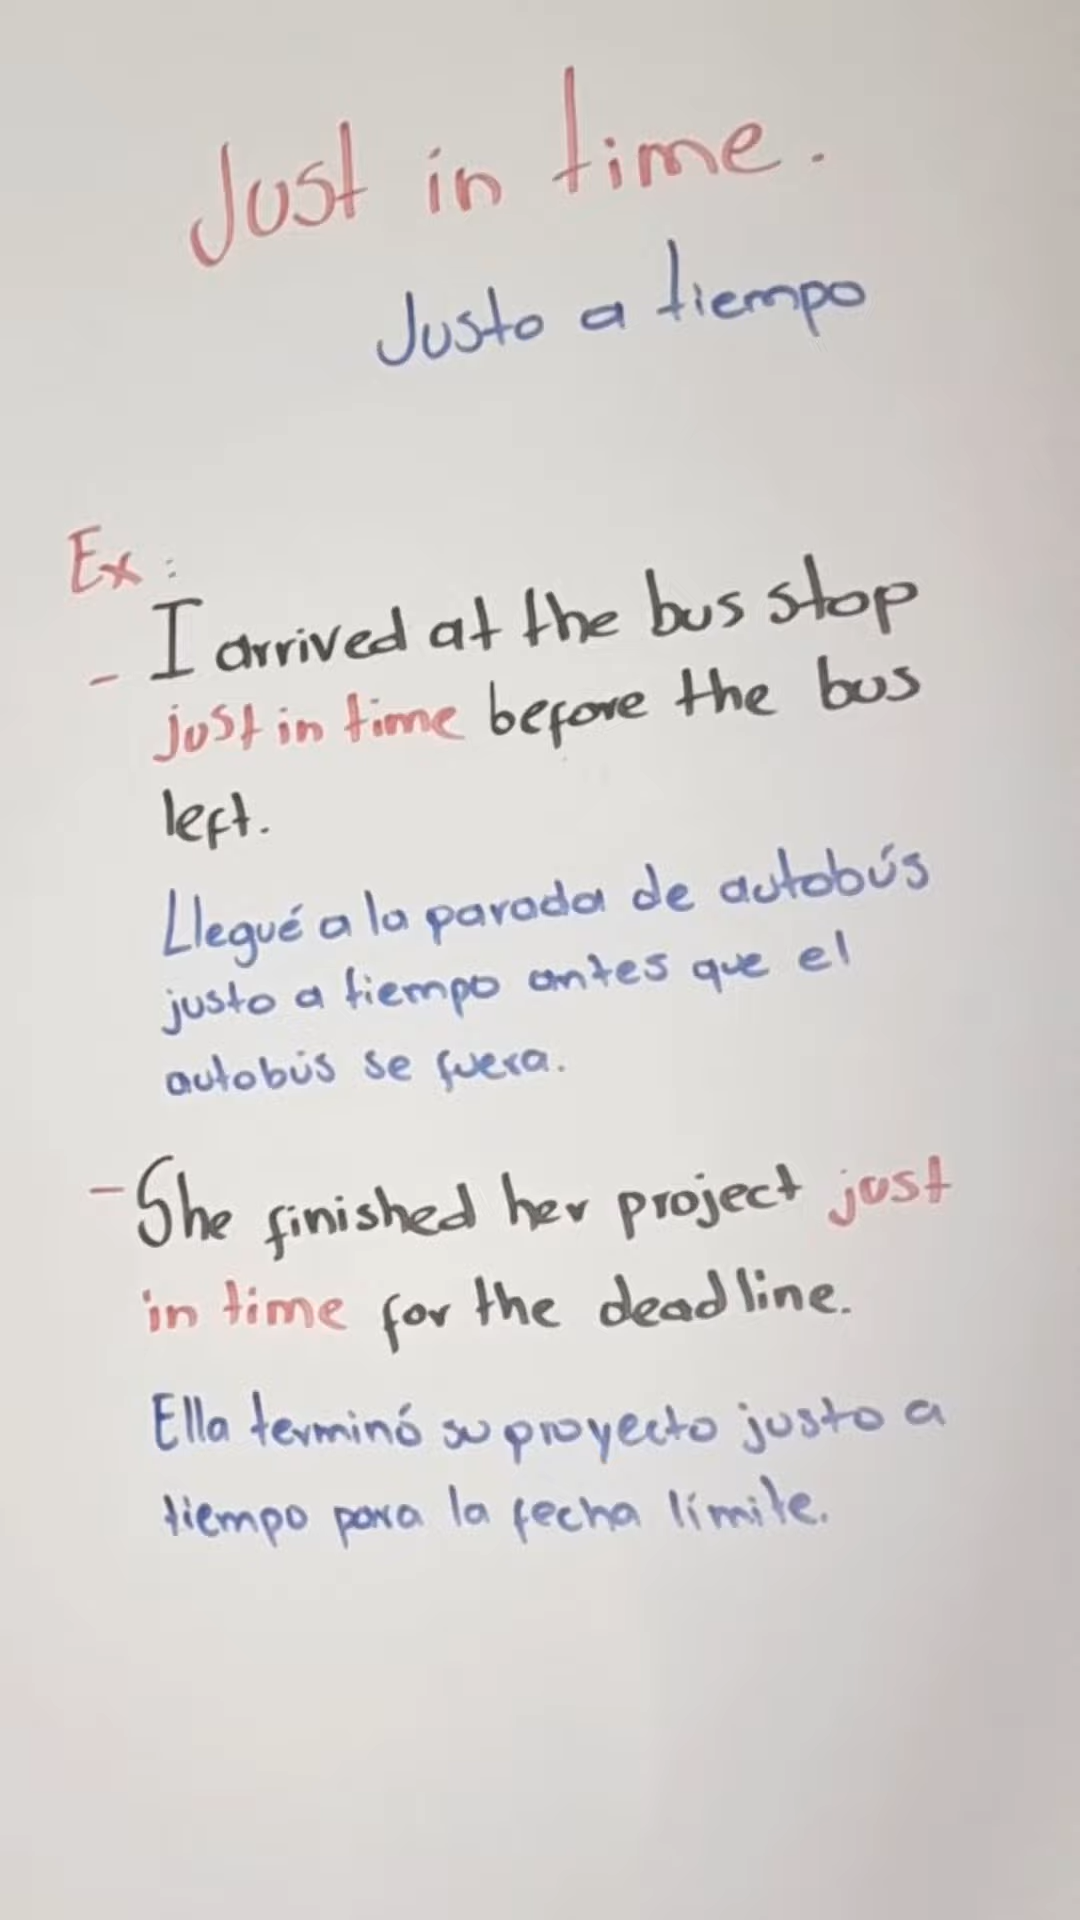 Just in time.
Justo a tiempo
Ex:
- I arrived at the bus stop
just in time before the bus
left.
Llegué a la parada de autobús
justo a tiempo antes que el
autobús se fuera.
- She finished her project just
in time for the deadline.
Ella terminó su proyecto justo a
tiempo para la fecha límite.